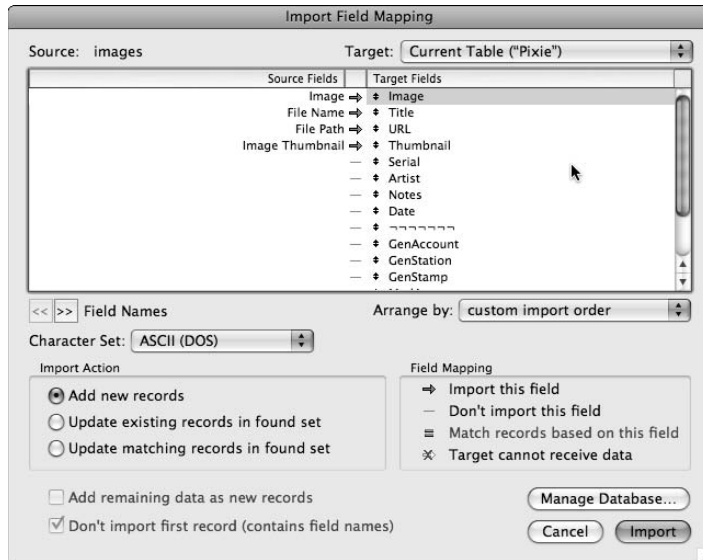 Import Field Mapping
Source: images
Target: Current Table ("Pixie")
Source Fields Target Fields
Image Image
File Name Title
File Path URL
Image Thumbnail Thumbnail
Serial
Artist
Notes
Date
¬¬¬¬¬¬¬
GenAccount
GenStation
GenStamp
<< >> Field Names
Arrange by: custom import order
Character Set: ASCII (DOS)
Import Action
Add new records
Update existing records in found set
Update matching records in found set
Field Mapping
Import this field
Don't import this field
Match records based on this field
Target cannot receive data
Add remaining data as new records
Don't import first record (contains field names)
Manage Database...
Cancel Import